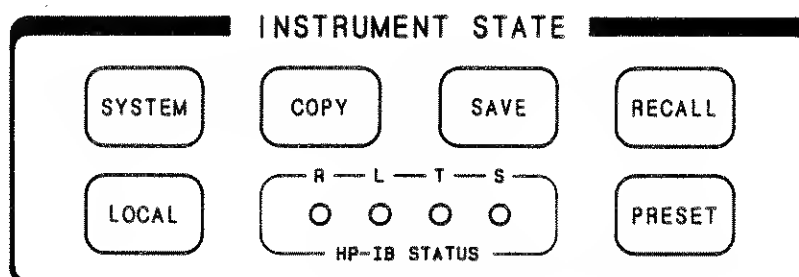 INSTRUMENT STATE
SYSTEM COPY SAVE RECALL
R L T S
LOCAL PRESET
HP-IB STATUS